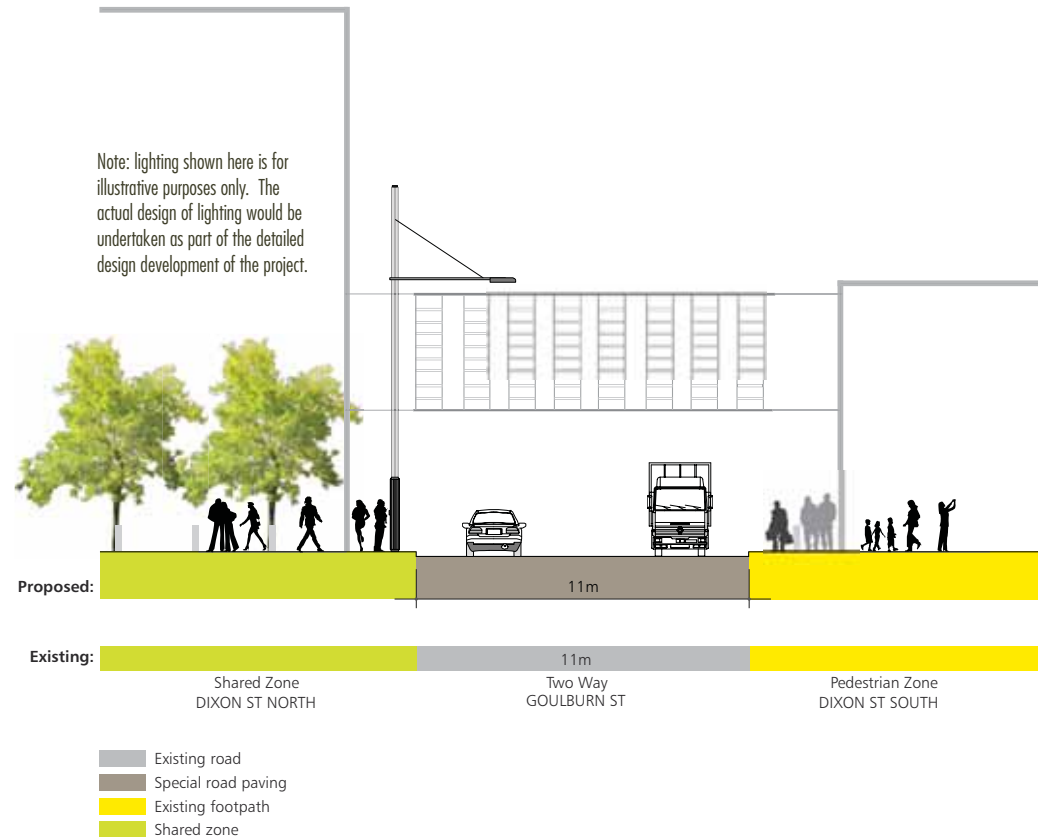 Note: lighting shown here is for
illustrative purposes only. The
actual design of lighting would be
undertaken as part of the detailed
design development of the project.
Proposed:
11m
Existing:
11m
Shared Zone
DIXON ST NORTH
Two Way
GOULBURN ST
Pedestrian Zone
DIXON ST SOUTH
Existing road
Special road paving
Existing footpath
Shared zone